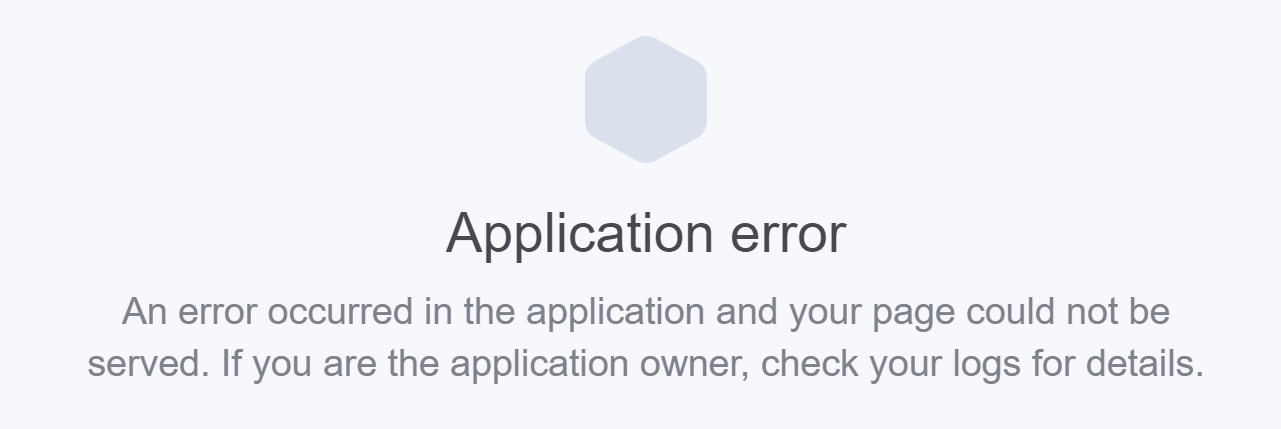 Application error
An error occurred in the application and your page could not be
served. If you are the application owner, check your logs for details.